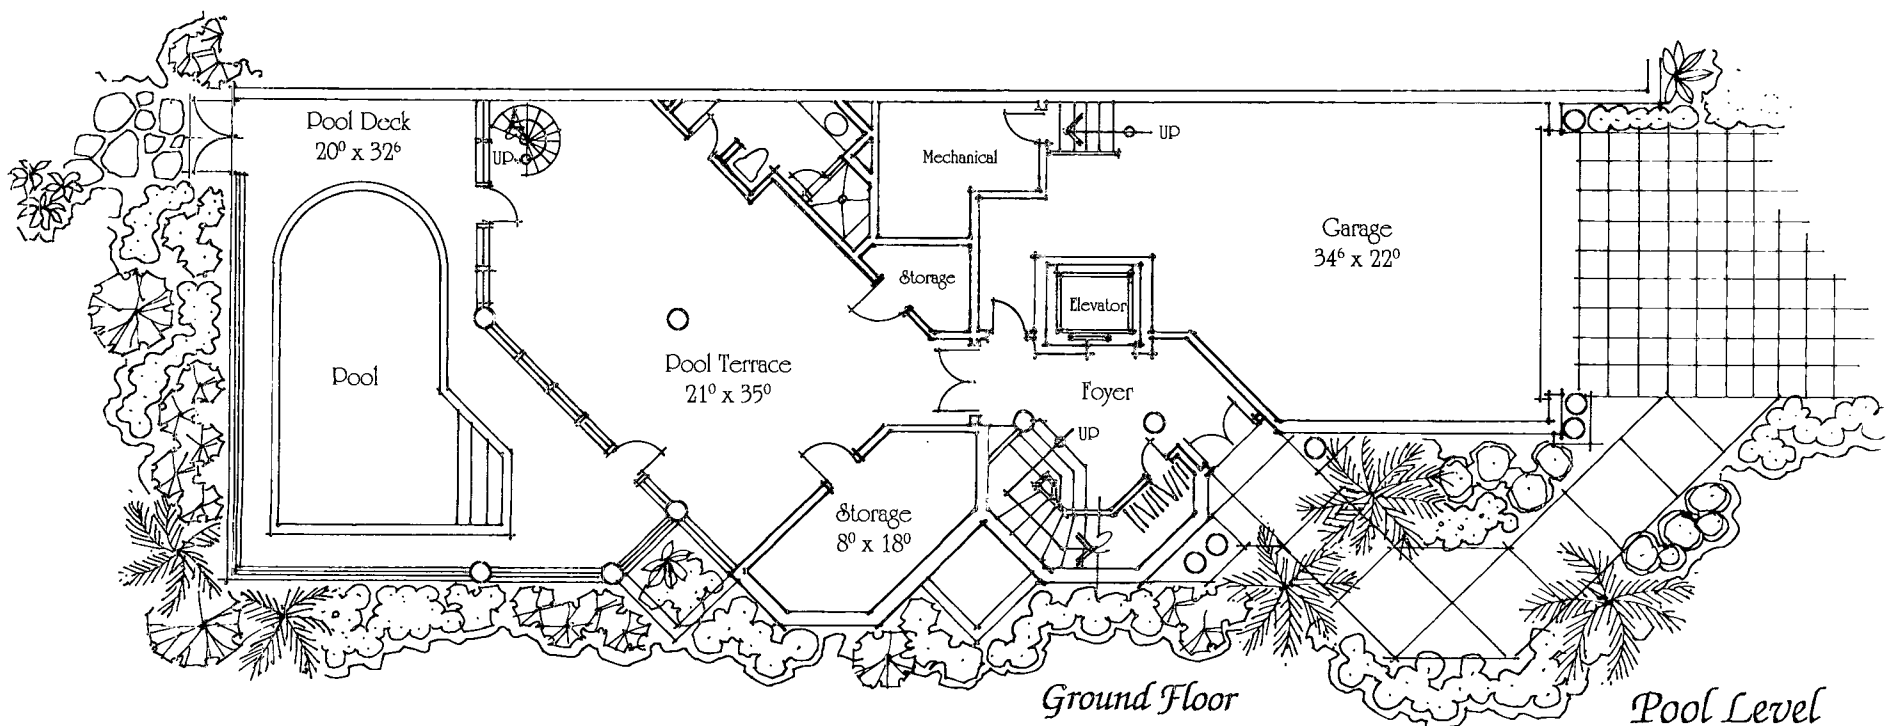 Pool Deck
20⁰ x 32⁶
UP
Mechanical
UP
Garage
34⁶ x 22⁰
Storage
Elevator
Pool
Pool Terrace
21⁰ x 35⁰
Foyer
UP
Storage
8⁰ x 18⁰
Ground Floor
Pool Level